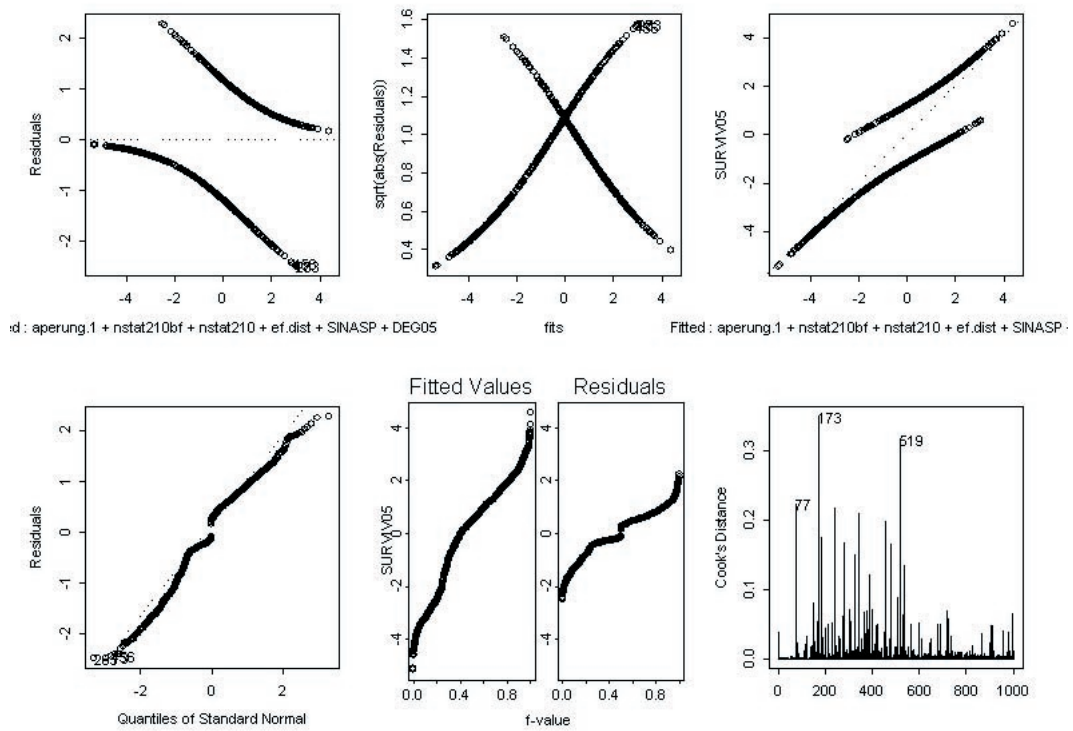 Residuals
2
1
0
-1
-2
-4 -2 0 2 4
ed : aperung.1 + nstat210bf + nstat210 + ef.dist + SINASP + DEG05
sqrt(abs(Residuals))
1.6
1.4
1.2
1.0
0.8
0.6
0.4
-4 -2 0 2 4
fits
SURVIV05
4
2
0
-2
-4
-4 -2 0 2 4
Fitted : aperung.1 + nstat210bf + nstat210 + ef.dist + SINASP -
Residuals
2
1
0
-1
-2
-2 0 2
Quantiles of Standard Normal
Fitted Values
Residuals
SURVIV05
4
2
0
-2
-4
0.0 0.4 0.8
4
2
0
-2
-4
0.0 0.4 0.8
f-value
Cook's Distance
0.3
0.2
0.1
0.0
173
519
77
0 200 400 600 800 1000